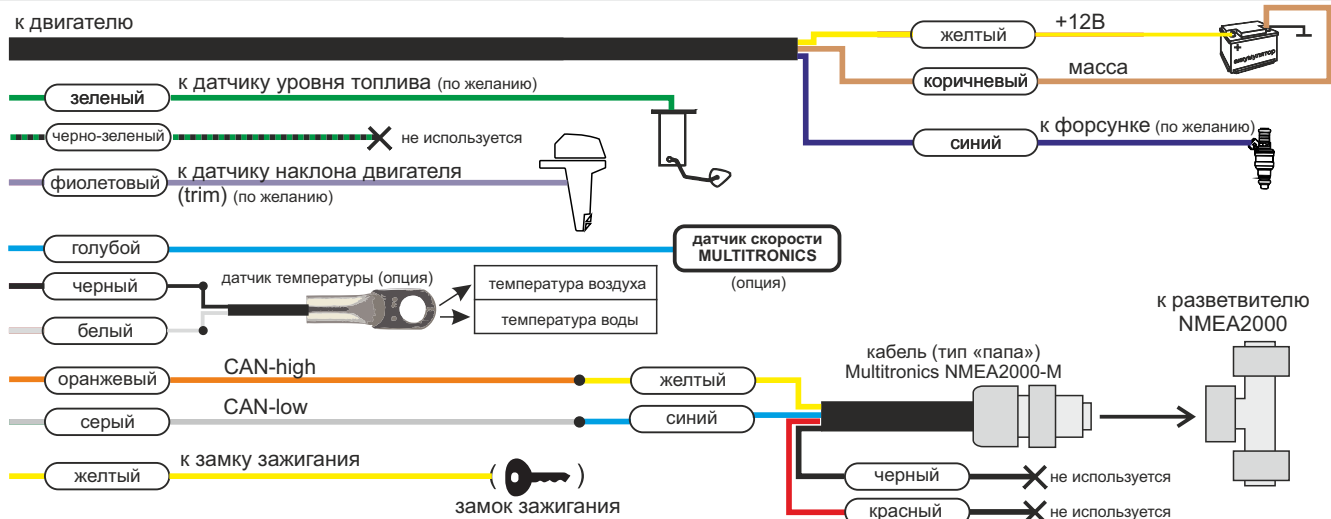 к двигателю
желтый
+12В
аккумулятор
коричневый
масса
зеленый
к датчику уровня топлива (по желанию)
черно-зеленый
не используется
синий
к форсунке (по желанию)
фиолетовый
к датчику наклона двигателя
(trim) (по желанию)
голубой
датчик скорости
MULTITRONICS
(опция)
черный
датчик температуры (опция)
температура воздуха
температура воды
белый
к разветвителю
NMEA2000
кабель (тип «папа»)
Multitronics NMEA2000-M
оранжевый
CAN-high
желтый
серый
CAN-low
синий
желтый
к замку зажигания
( )
замок зажигания
черный
не используется
красный
не используется